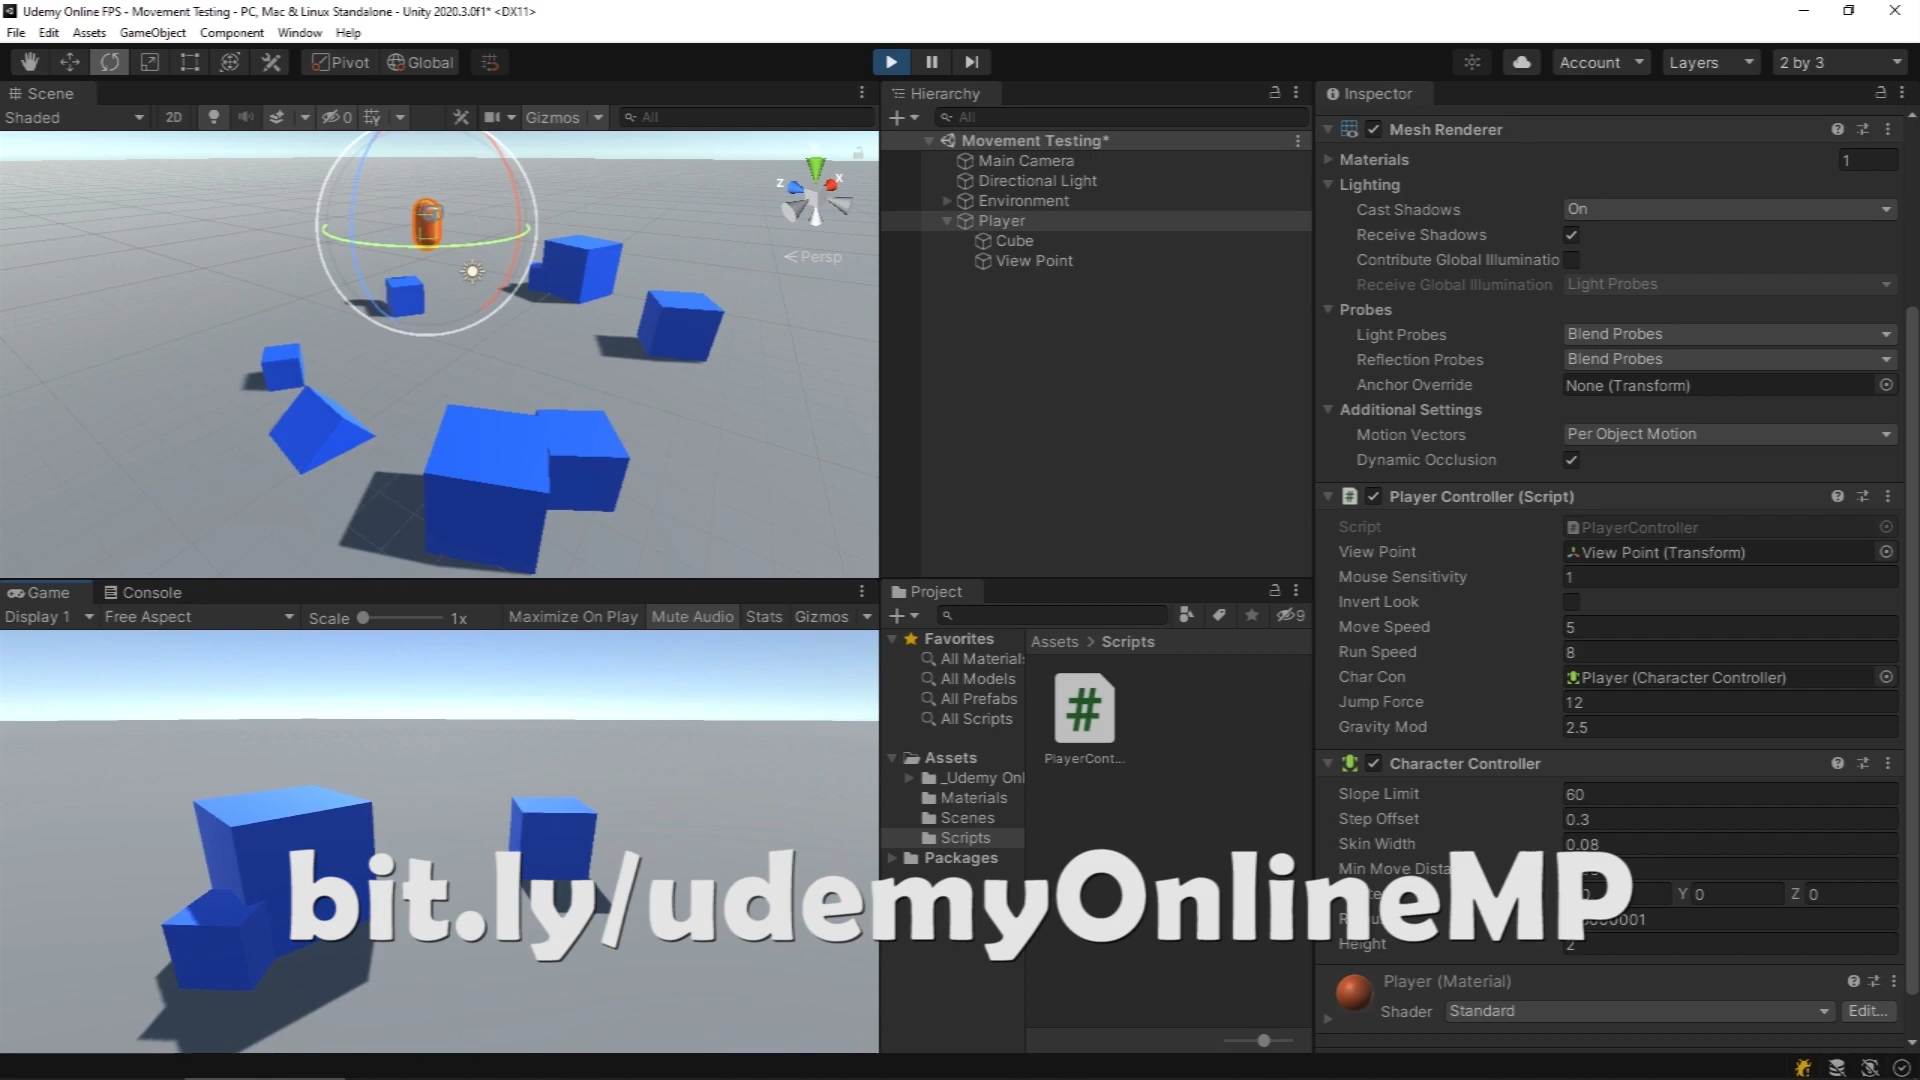 Udemy Online FPS - Movement Testing - PC, Mac & Linux Standalone - Unity 2020.3.0f1* <DX11>
File Edit Assets GameObject Component Window Help
Pivot Global Account Layers 2 by 3
Scene
Shaded 2D 0 Gizmos All
Z X
Persp
Hierarchy
All
Movement Testing*
Main Camera
Directional Light
Environment
Player
Cube
View Point
Game Console
Display 1 Free Aspect Scale 1x Maximize On Play Mute Audio Stats Gizmos
Project
9
Favorites
All Materials
All Models
All Prefabs
All Scripts
Assets
_Udemy Onl
Materials
Scenes
Scripts
Packages
Assets > Scripts
#
PlayerCont...
Inspector
Mesh Renderer
Materials 1
Lighting
Cast Shadows On
Receive Shadows
Contribute Global Illuminatio
Receive Global Illumination Light Probes
Probes
Light Probes Blend Probes
Reflection Probes Blend Probes
Anchor Override None (Transform)
Additional Settings
Motion Vectors Per Object Motion
Dynamic Occlusion
Player Controller (Script)
Script PlayerController
View Point View Point (Transform)
Mouse Sensitivity 1
Invert Look
Move Speed 5
Run Speed 8
Char Con Player (Character Controller)
Jump Force 12
Gravity Mod 2.5
Character Controller
Slope Limit 60
Step Offset 0.3
Skin Width 0.08
Min Move Dista
Y 0 Z 0
Height 2
Player (Material)
Shader Standard Edit...
bit.ly/udemyOnlineMP